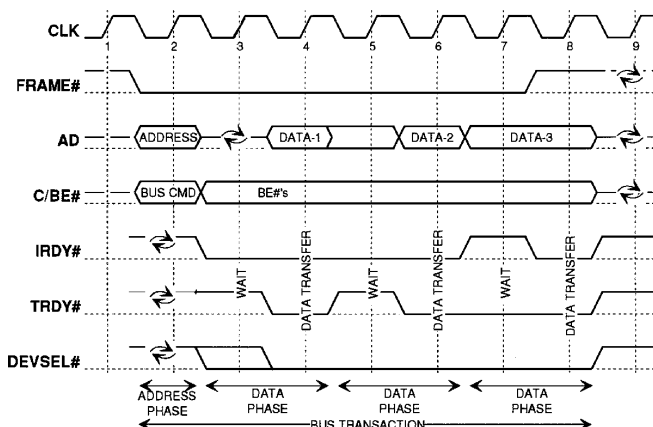 CLK
1 2 3 4 5 6 7 8 9
FRAME#
AD
ADDRESS DATA-1 DATA-2 DATA-3
C/BE#
BUS CMD BE#'s
IRDY#
WAIT DATA TRANSFER WAIT DATA TRANSFER WAIT DATA TRANSFER
TRDY#
DEVSEL#
ADDRESS PHASE
DATA PHASE
DATA PHASE
DATA PHASE
BUS TRANSACTION